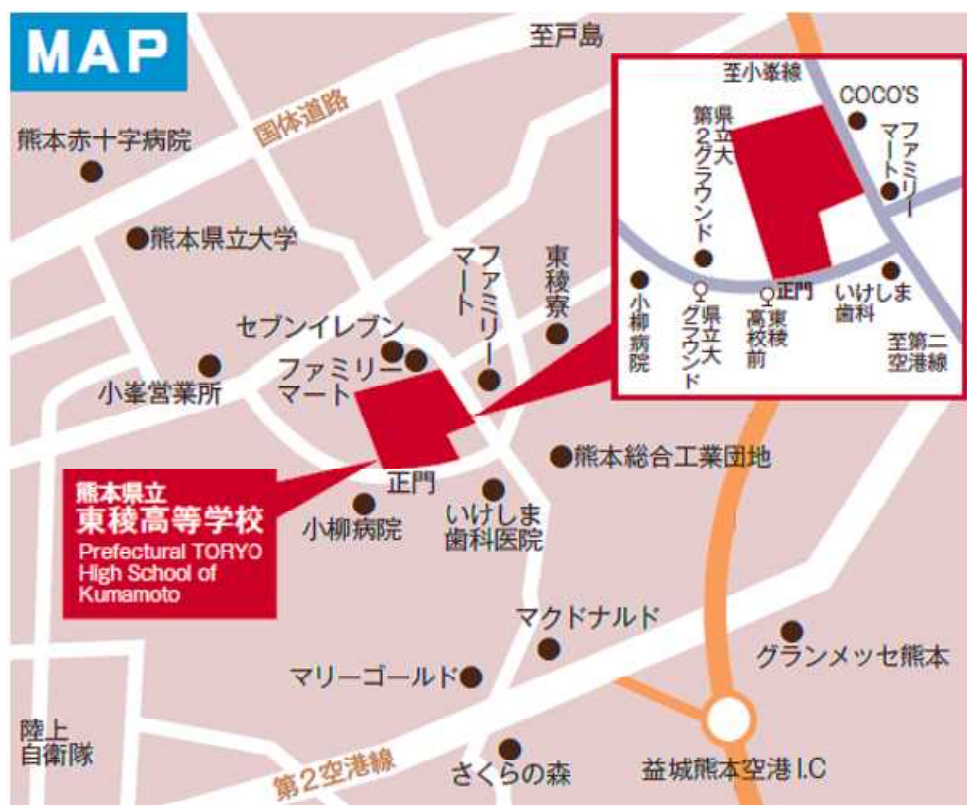 MAP
至戸島
国体道路
熊本赤十字病院
熊本県立大学
セブンイレブン
ファミリー
マート
ファミリー
マート
東稜寮
小峯営業所
正門
小柳病院
いけしま
歯科医院
熊本総合工業団地
熊本県立
東稜高等学校
Prefectural TORYO
High School of
Kumamoto
マクドナルド
マリーゴールド
グランメッセ熊本
陸上
自衛隊
第2空港線
さくらの森
益城熊本空港I.C
至小峯線
COCO'S
ファミリー
マート
県立大
第2グラウンド
小柳病院
県立大
グラウンド
東稜
高校前
正門
いけしま
歯科
至第二
空港線